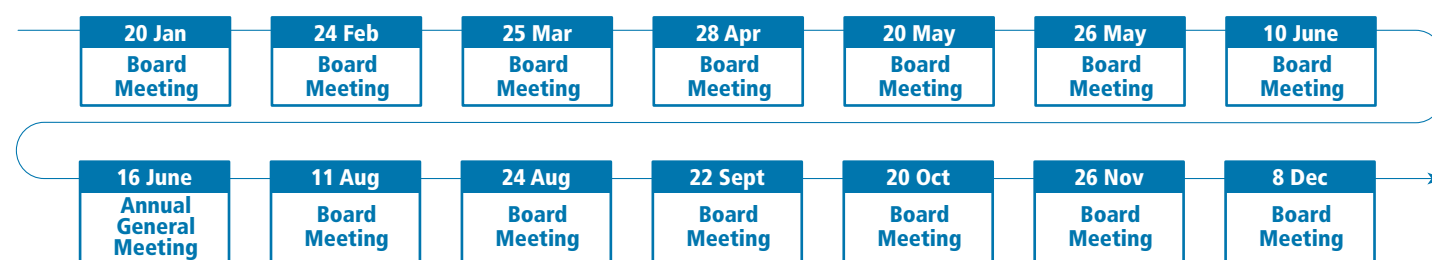 20 Jan
Board
Meeting
24 Feb
Board
Meeting
25 Mar
Board
Meeting
28 Apr
Board
Meeting
20 May
Board
Meeting
26 May
Board
Meeting
10 June
Board
Meeting
16 June
Annual
General
Meeting
11 Aug
Board
Meeting
24 Aug
Board
Meeting
22 Sept
Board
Meeting
20 Oct
Board
Meeting
26 Nov
Board
Meeting
8 Dec
Board
Meeting